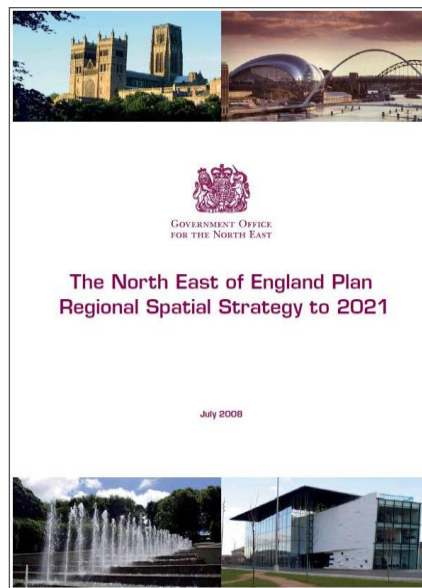 GOVERNMENT OFFICE
FOR THE NORTH EAST
The North East of England Plan
Regional Spatial Strategy to 2021
July 2008